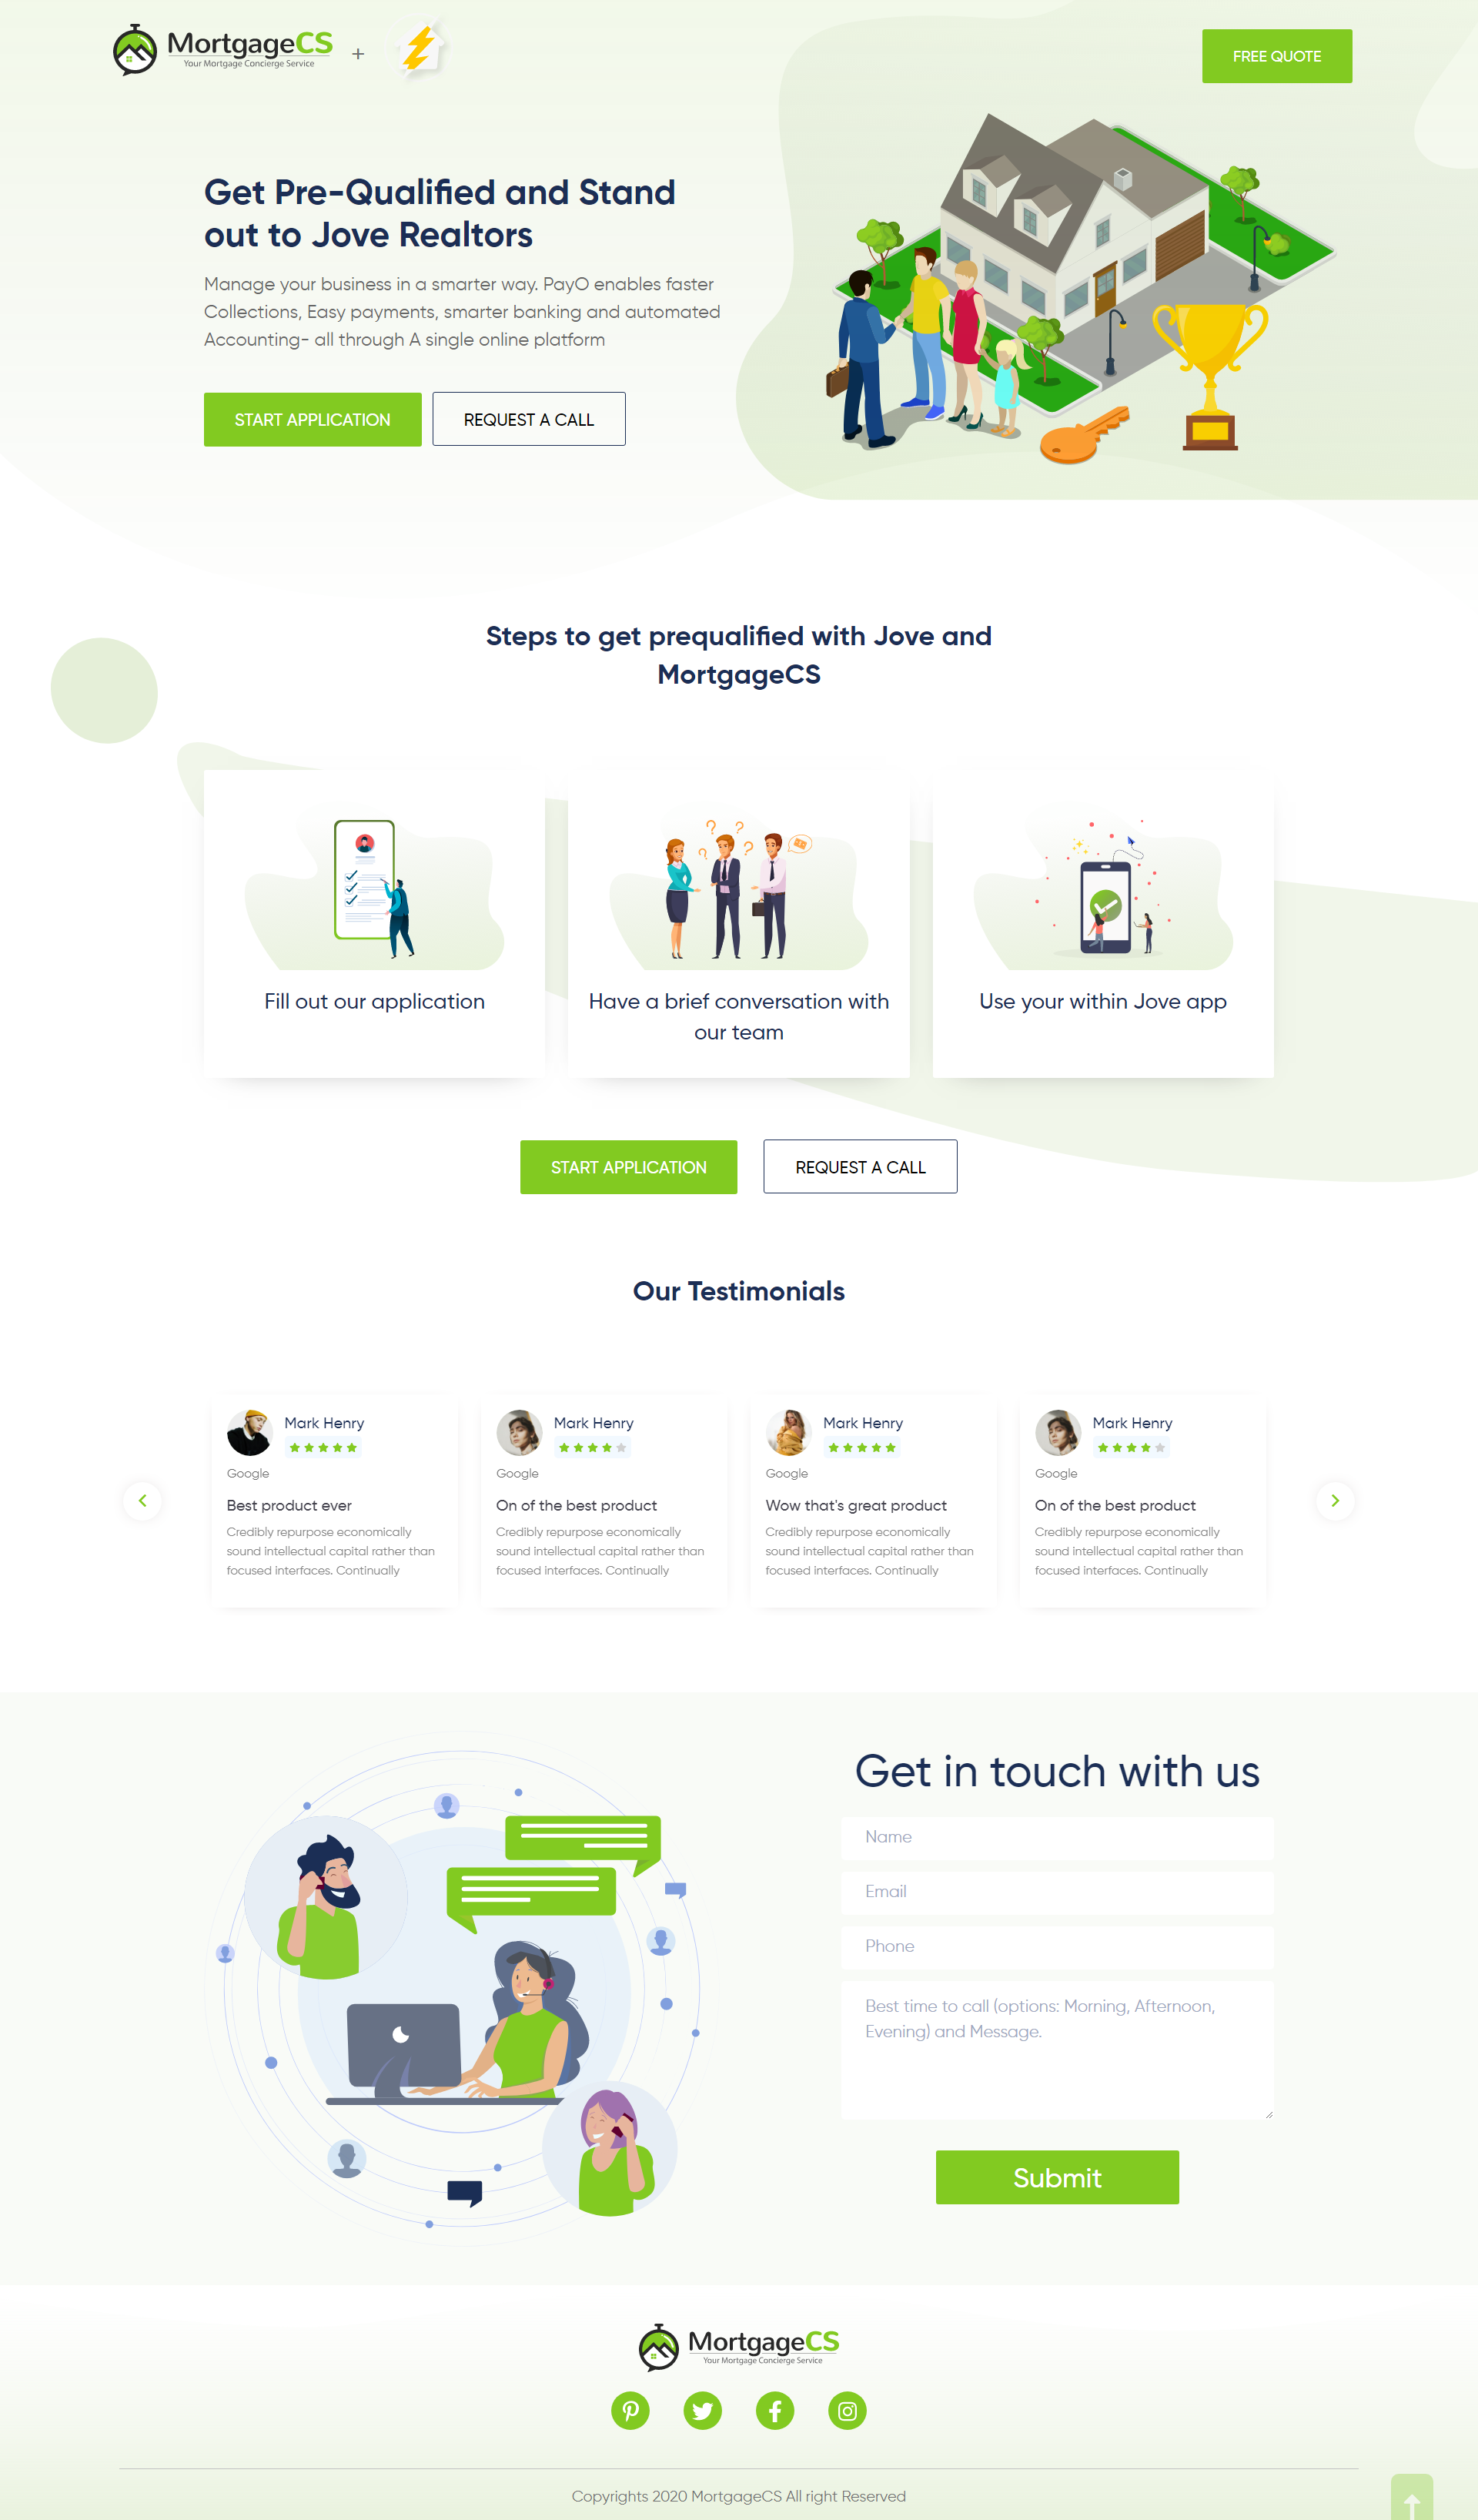 MortgageCS
Your Mortgage Concierge Service
+
FREE QUOTE
Get Pre-Qualified and Stand
out to Jove Realtors
Manage your business in a smarter way. PayO enables faster
Collections, Easy payments, smarter banking and automated
Accounting- all through A single online platform
START APPLICATION
REQUEST A CALL
Steps to get prequalified with Jove and
MortgageCS
Fill out our application
Have a brief conversation with
our team
Use your within Jove app
START APPLICATION
REQUEST A CALL
Our Testimonials
Mark Henry
Google
Best product ever
Credibly repurpose economically
sound intellectual capital rather than
focused interfaces. Continually
Mark Henry
Google
On of the best product
Credibly repurpose economically
sound intellectual capital rather than
focused interfaces. Continually
Mark Henry
Google
Wow that's great product
Credibly repurpose economically
sound intellectual capital rather than
focused interfaces. Continually
Mark Henry
Google
On of the best product
Credibly repurpose economically
sound intellectual capital rather than
focused interfaces. Continually
Get in touch with us
Name
Email
Phone
Best time to call (options: Morning, Afternoon,
Evening) and Message.
Submit
MortgageCS
Your Mortgage Concierge Service
Copyrights 2020 MortgageCS All right Reserved